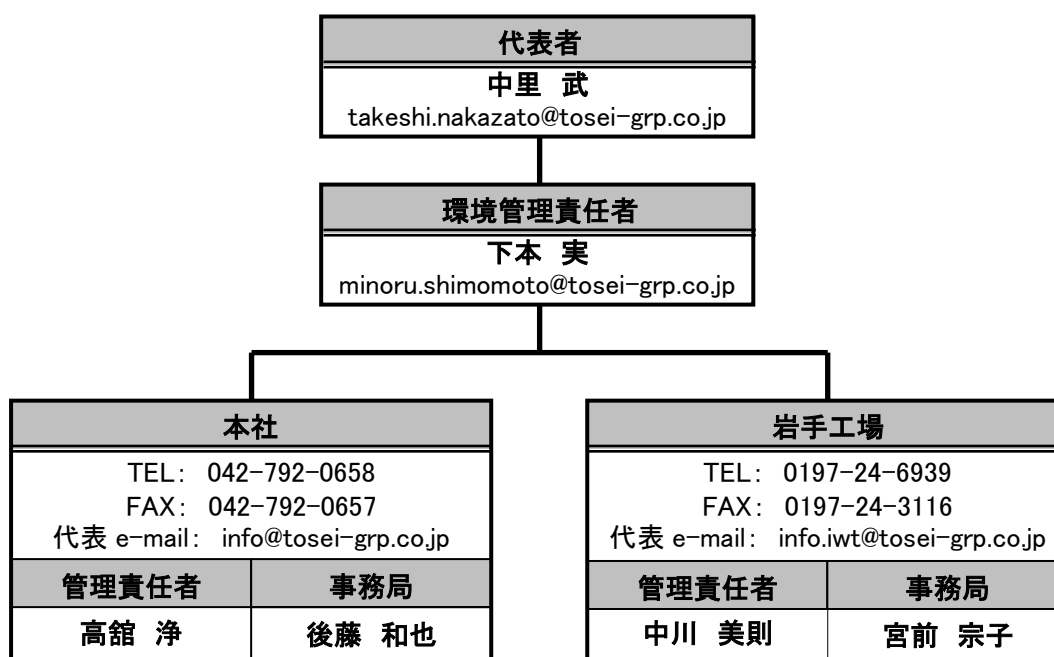 代表者
中里 武
takeshi.nakazato@tosei-grp.co.jp
環境管理責任者
下本 実
minoru.shimomoto@tosei-grp.co.jp
本社
TEL: 042-792-0658
FAX: 042-792-0657
代表 e-mail: info@tosei-grp.co.jp
管理責任者 事務局
高舘 浄 後藤 和也
岩手工場
TEL: 0197-24-6939
FAX: 0197-24-3116
代表 e-mail: info.iwt@tosei-grp.co.jp
管理責任者 事務局
中川 美則 宮前 宗子